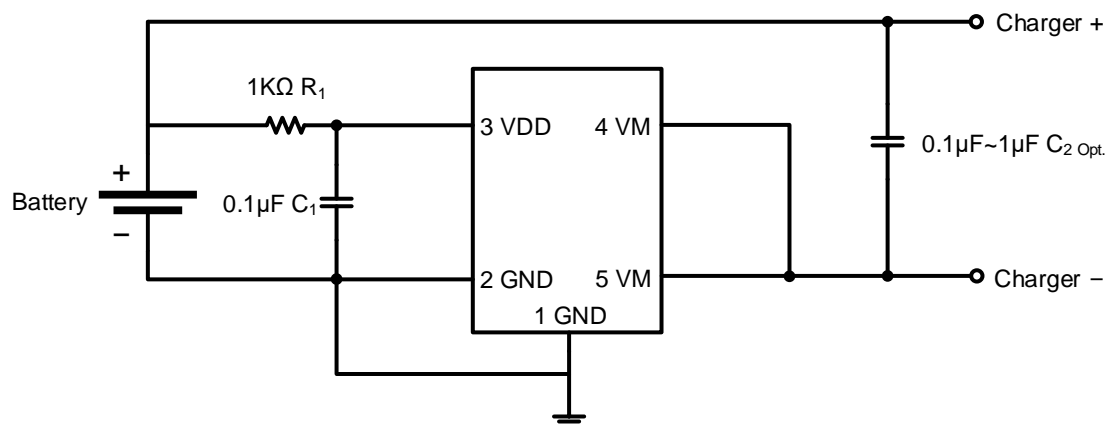 Charger +
1KΩ R1
3 VDD
4 VM
+
Battery
−
0.1µF C1
0.1µF~1µF C2 Opt.
2 GND
5 VM
Charger −
1 GND